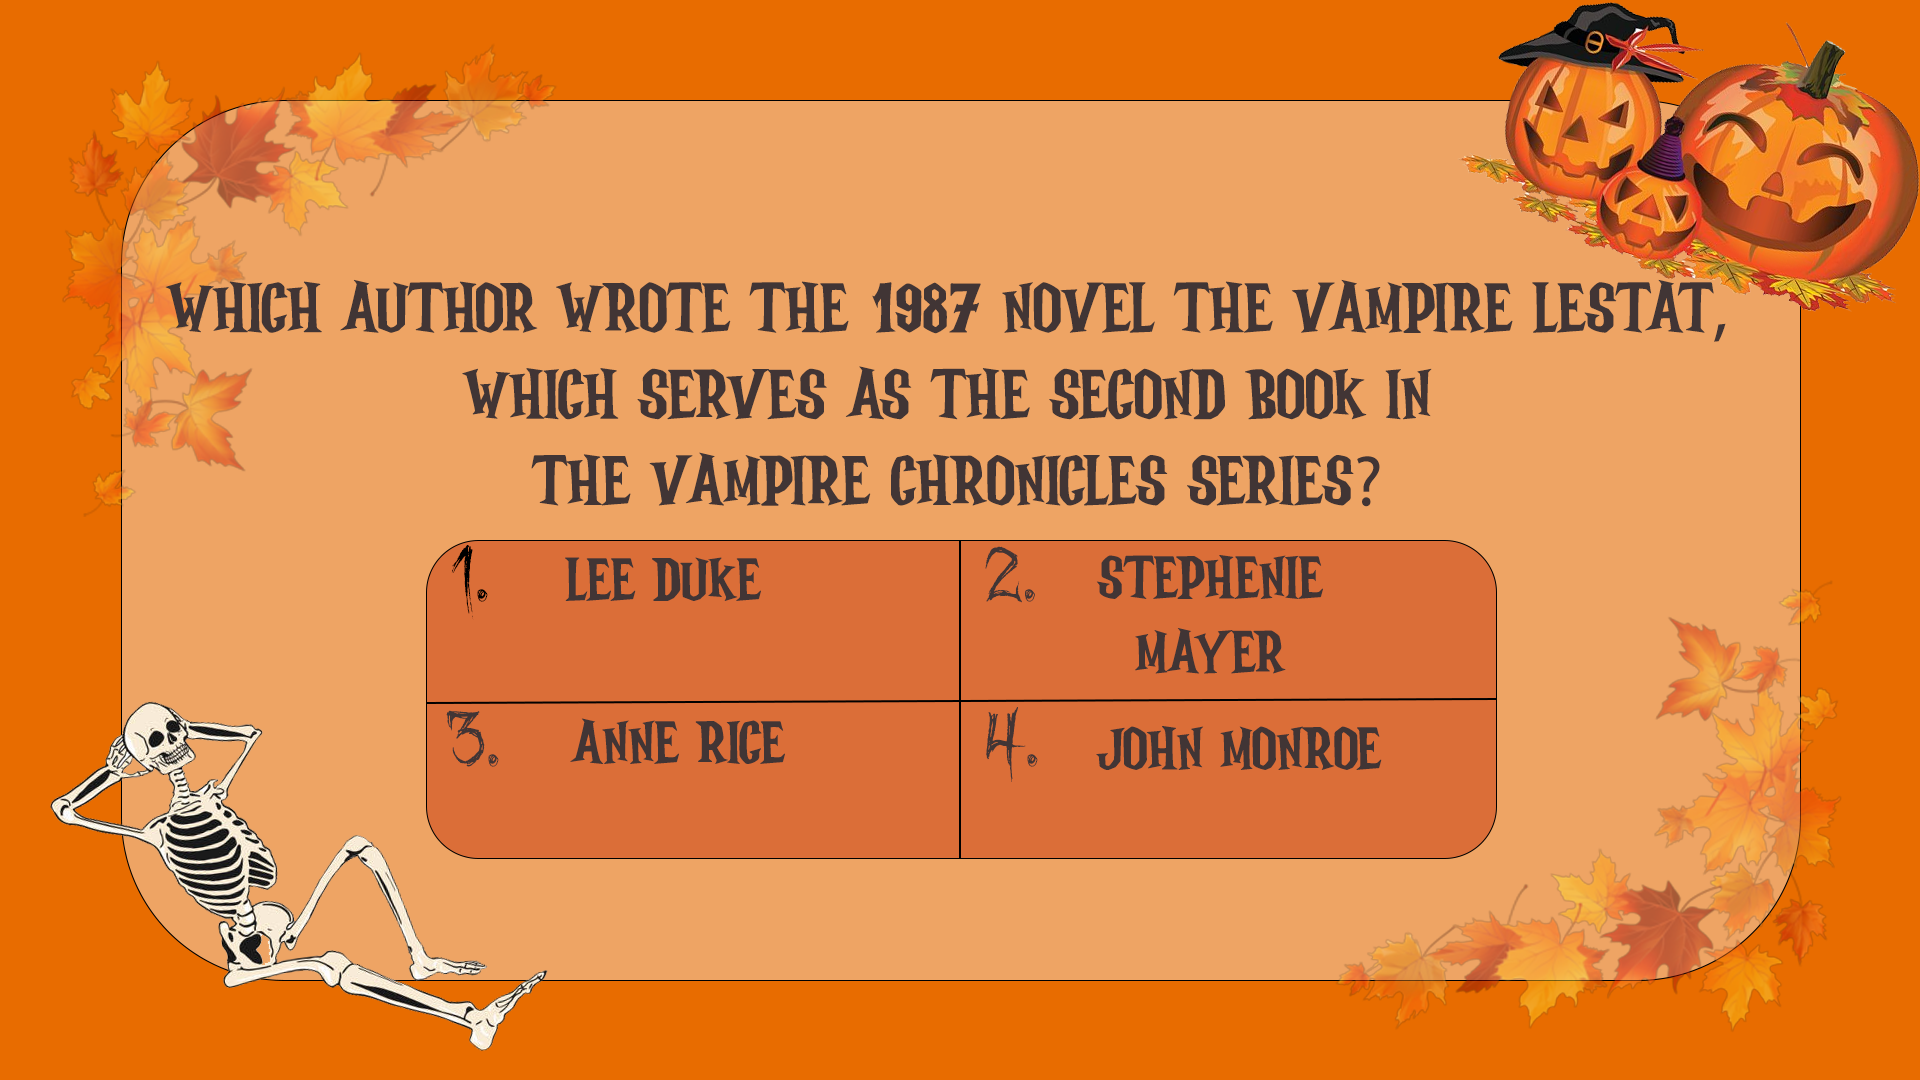 WHICH AUTHOR WROTE THE 1987 NOVEL THE VAMPIRE LESTAT,
WHICH SERVES AS THE SECOND BOOK IN
THE VAMPIRE CHRONICLES SERIES?
1. LEE DUKE
2. STEPHENIE
MAYER
3. ANNE RICE
4. JOHN MONROE